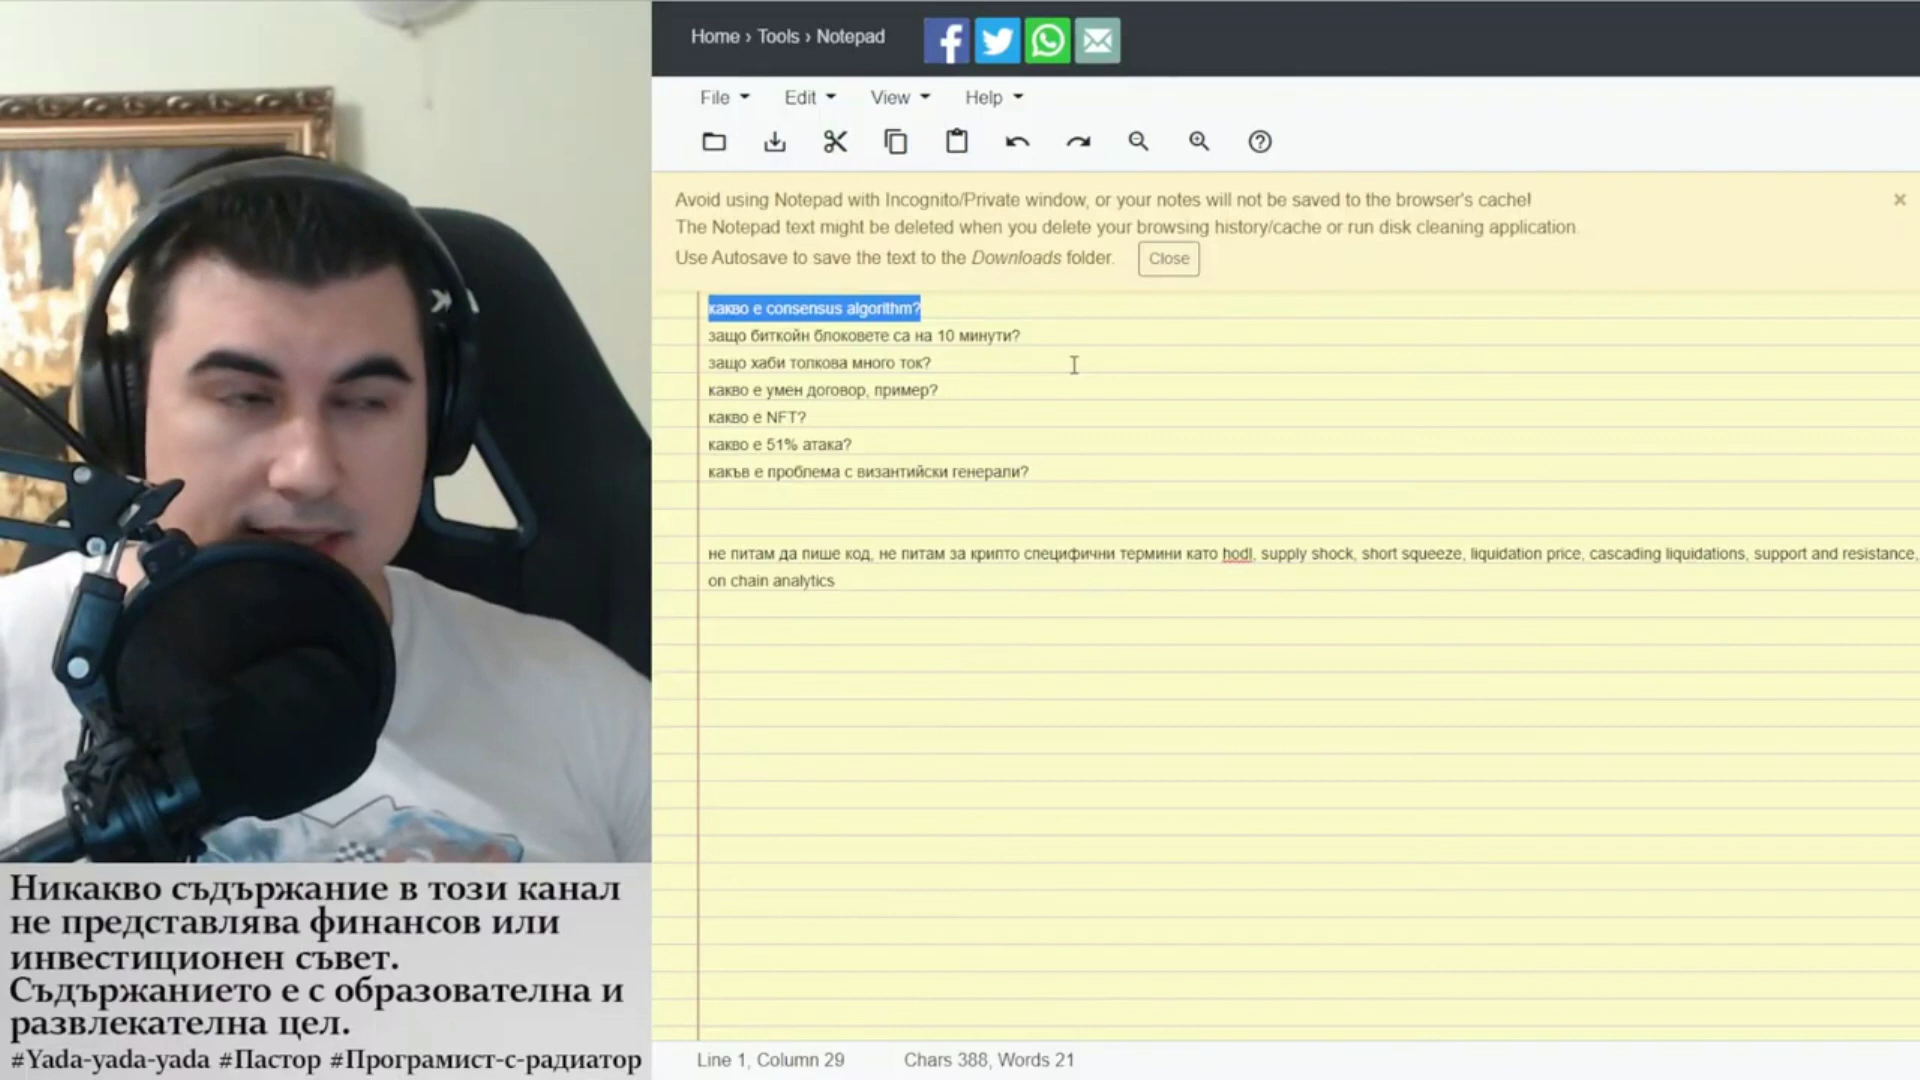 Home › Tools › Notepad
File Edit View Help
Avoid using Notepad with Incognito/Private window, or your notes will not be saved to the browser's cache!
The Notepad text might be deleted when you delete your browsing history/cache or run disk cleaning application.
Use Autosave to save the text to the Downloads folder. Close
какво е consensus algorithm?
защо биткойн блоковете са на 10 минути?
защо хаби толкова много ток?
какво е умен договор, пример?
какво е NFT?
какво е 51% атака?
какъв е проблема с византийски генерали?
не питам да пише код, не питам за крипто специфични термини като hodl, supply shock, short squeeze, liquidation price, cascading liquidations, support and resistance,
on chain analytics
Line 1, Column 29 Chars 388, Words 21
Никакво съдържание в този канал
не представлява финансов или
инвестиционен съвет.
Съдържанието е с образователна и
развлекателна цел.
#Yada-yada-yada #Пастор #Програмист-с-радиатор